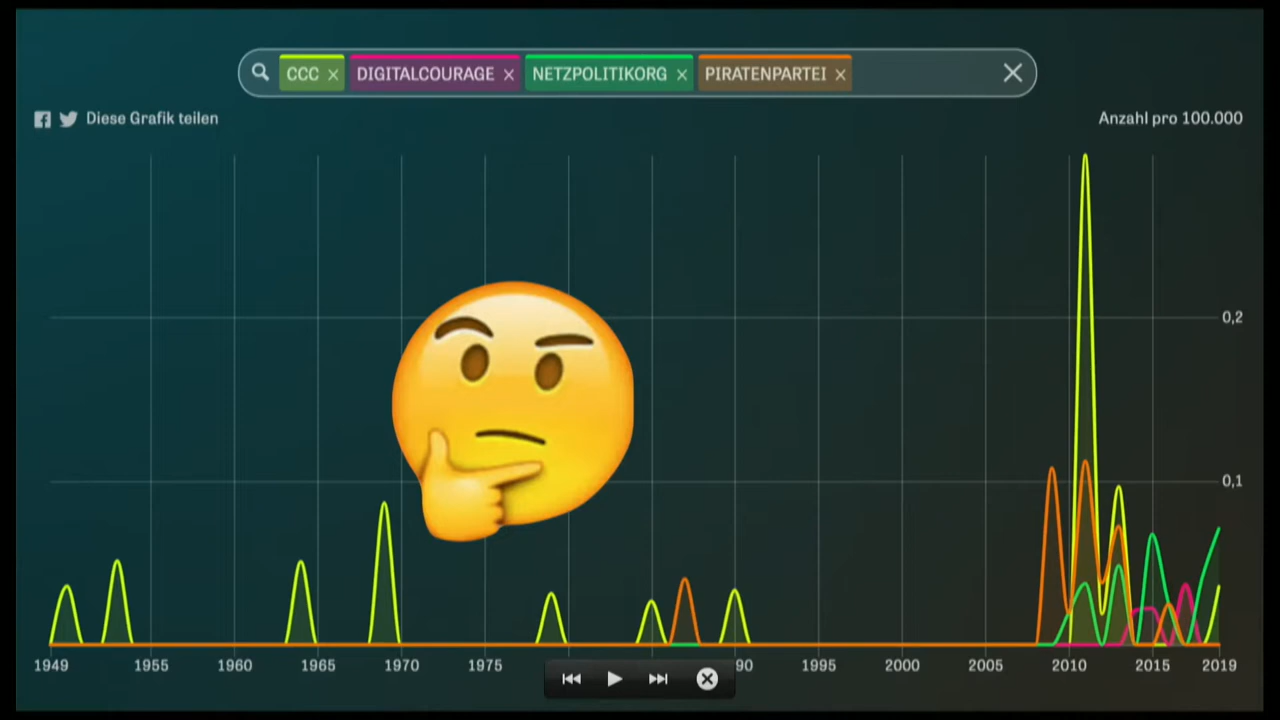 CCC × DIGITALCOURAGE × NETZPOLITIKORG × PIRATENPARTEI ×
Diese Grafik teilen
Anzahl pro 100.000
0,2
0,1
1949 1955 1960 1965 1970 1975 90 1995 2000 2005 2010 2015 2019